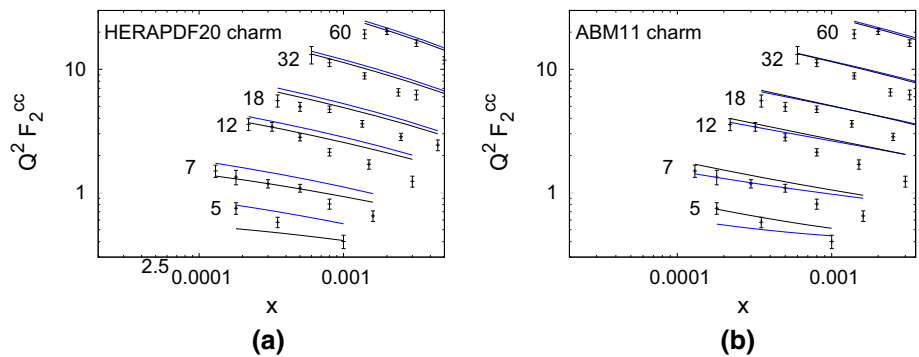 HERAPDF20 charm
60
32
18
12
7
5
2.5
10
1
Q² F₂ᶜᶜ
0.0001
0.001
x
(a)
ABM11 charm
60
32
18
12
7
5
10
1
Q² F₂ᶜᶜ
0.0001
0.001
x
(b)